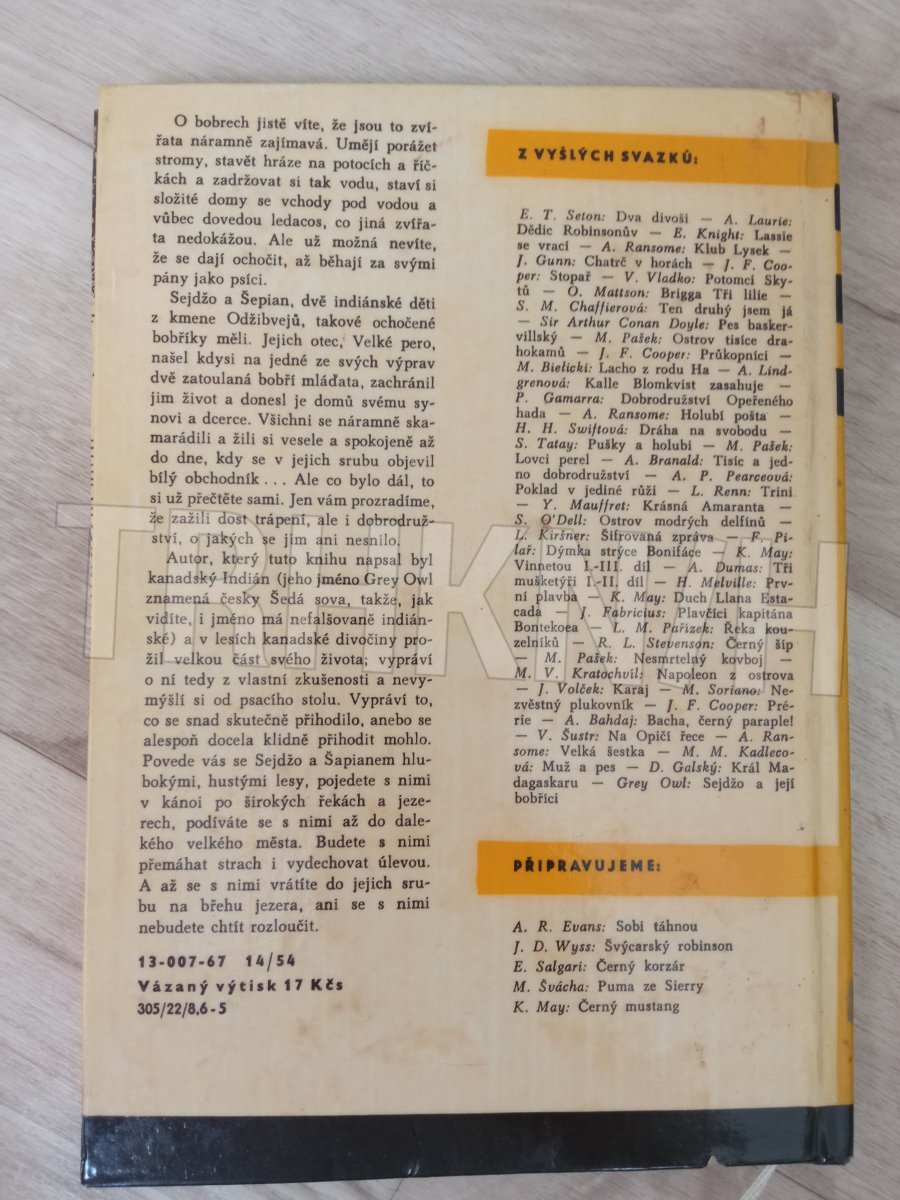 O bobrech jistě víte, že jsou to zví-
řata náramně zajímavá. Umějí porážet
stromy, stavět hráze na potocích a říč-
kách a zadržovat si tak vodu, staví si
složité domy se vchody pod vodou a
vůbec dovedou ledacos, co jiná zvířa-
ta nedokážou. Ale už možná nevíte,
že se dají ochočit, až běhají za svými
pány jako psíci.
Sejdžo a Šepian, dvě indiánské děti
z kmene Odžibvejů, takové ochočené
bobříky měli. Jejich otec, Velké pero,
našel kdysi na jedné ze svých výprav
dvě zatoulaná bobří mláďata, zachránil
jim život a donesl je domů svému sy-
novi a dcerce. Všichni se náramně ska-
marádili a žili si vesele a spokojeně až
do dne, kdy se v jejich srubu objevil
bílý obchodník... Ale co bylo dál, to
si už přečtěte sami. Jen vám prozradíme,
že zažili dost trápení, ale i dobrodruž-
ství, o jakých se jim ani nesnilo.
Autor, který tuto knihu napsal byl
kanadský Indián (jeho jméno Grey Owl
znamená česky Šedá sova, takže, jak
vidíte, i jméno má nefalšované indián-
ské) a v lesích kanadské divočiny pro-
žil velkou část svého života; vypráví
o ní tedy z vlastní zkušenosti a nevy-
mýšlí si od psacího stolu. Vypráví to,
co se snad skutečně přihodilo, anebo se
alespoň docela klidně přihodit mohlo.
Povede vás se Sejdžo a Šapianem hlu-
bokými, hustými lesy, pojedete s nimi
v kánoi po širokých řekách a jeze-
rech, podíváte se s nimi až do dale-
kého velkého města. Budete s nimi
přemáhat strach i vydechovat úlevou.
A až se s nimi vrátíte do jejich sru-
bu na břehu jezera, ani se s nimi
nebudete chtít rozloučit.
13-007-67 14/54
Vázaný výtisk 17 Kčs
305/22/8,6-5
Z VYŠLÝCH SVAZKŮ:
E. T. Seton: Dva divoši — A. Laurie:
Dědic Robinsonův — E. Knight: Lassie
se vrací — A. Ransome: Klub Lysek —
J. Gunn: Chatrč v horách — J. F. Coo-
per: Stopař — V. Vladko: Potomci Sky-
tů — O. Mattson: Brigga Tři lilie —
S. M. Chaffierová: Ten druhý jsem já
— Sir Arthur Conan Doyle: Pes basker-
villský — M. Pašek: Ostrov tisíce dra-
hokamů — J. F. Cooper: Průkopníci —
M. Bielicki: Lacho z rodu Ha — A. Lind-
grenová: Kalle Blomkvist zasahuje —
P. Gamarra: Dobrodružství Opeřeného
hada — A. Ransome: Holubí pošta —
H. H. Swiftová: Dráha na svobodu —
S. Tatay: Pušky a holubi — M. Pašek:
Lovci perel — A. Branald: Tisíc a jed-
no dobrodružství — A. P. Pearceová:
Poklad v jediné růži — L. Renn: Trini
— Y. Mauffret: Krásná Amaranta —
S. O'Dell: Ostrov modrých delfínů —
L. Kiršner: Šifrovaná zpráva — F. Pi-
lař: Dýmka strýce Bonifáce — K. May:
Vinnetou I.-III. díl — A. Dumas: Tři
mušketýři I.-II. díl — H. Melville: Prv-
ní plavba — K. May: Duch Llana Esta-
cada — J. Fabricius: Plavčíci kapitána
Bontekoea — L. M. Pařízek: Řeka kou-
zelníků — R. L. Stevenson: Černý šíp
— M. Pašek: Nesmrtelný kovboj —
M. V. Kratochvíl: Napoleon z ostrova
— J. Volček: Karaj — M. Soriano: Ne-
zvěstný plukovník — J. F. Cooper: Pré-
rie — A. Bahdaj: Bacha, černý paraple!
— V. Šustr: Na Opičí řece — A. Ran-
some: Velká šestka — M. M. Kadleco-
vá: Muž a pes — D. Galský: Král Ma-
dagaskaru — Grey Owl: Sejdžo a její
bobříci
PŘIPRAVUJEME:
A. R. Evans: Sobi táhnou
J. D. Wyss: Švýcarský robinson
E. Salgari: Černý korzár
M. Švácha: Puma ze Sierry
K. May: Černý mustang